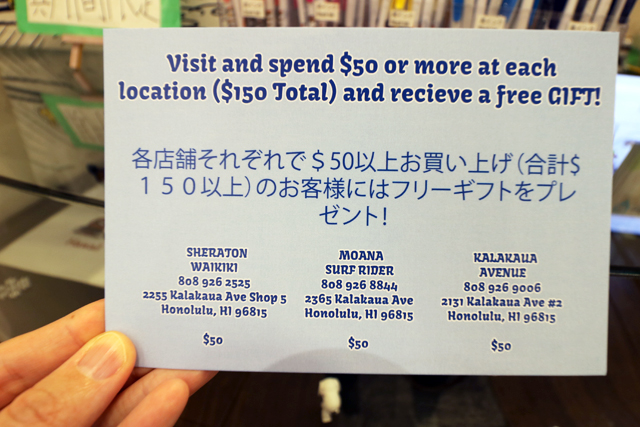 Visit and spend $50 or more at each
location ($150 Total) and recieve a free GIFT!
各店舗それぞれで＄50以上お買い上げ(合計$
１５０以上)のお客様にはフリーギフトをプレ
ゼント!
SHERATON
WAIKIKI
808 926 2525
2255 Kalakaua Ave Shop 5
Honolulu, HI 96815
$50
MOANA
SURF RIDER
808 926 8844
2365 Kalakaua Ave
Honolulu, HI 96815
$50
KALAKAUA
AVENUE
808 926 9006
2131 Kalakaua Ave #2
Honolulu, HI 96815
$50